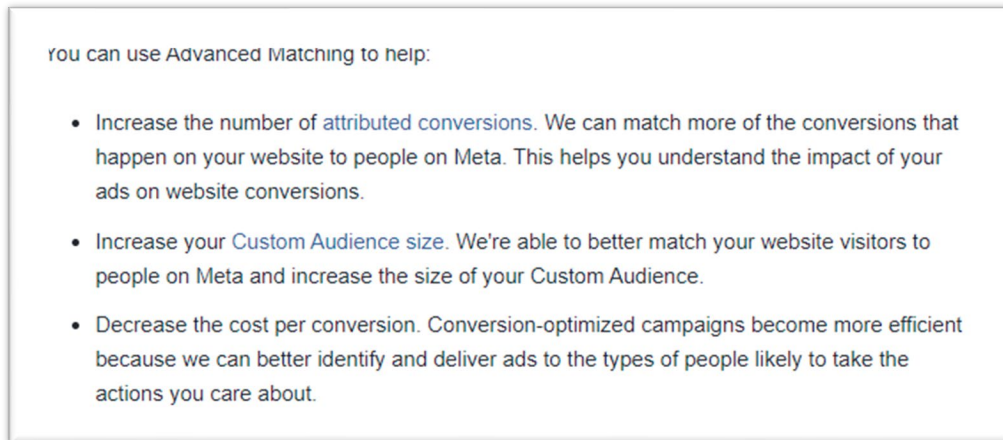 You can use Advanced Matching to help:
• Increase the number of attributed conversions. We can match more of the conversions that
happen on your website to people on Meta. This helps you understand the impact of your
ads on website conversions.
• Increase your Custom Audience size. We're able to better match your website visitors to
people on Meta and increase the size of your Custom Audience.
• Decrease the cost per conversion. Conversion-optimized campaigns become more efficient
because we can better identify and deliver ads to the types of people likely to take the
actions you care about.